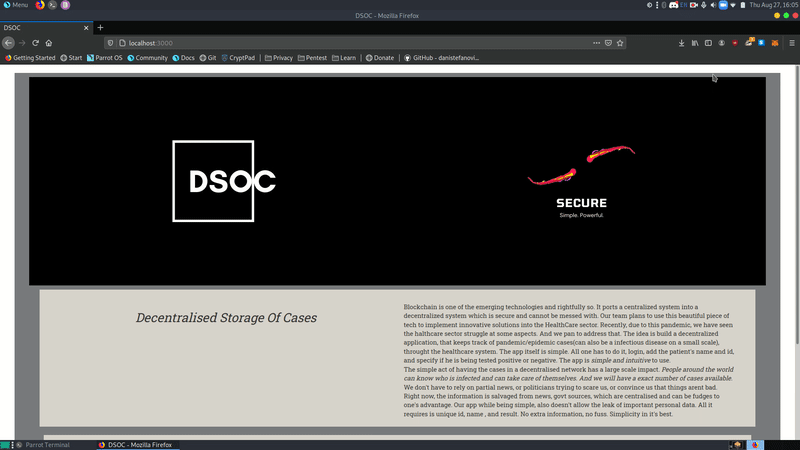 Menu
EN
Thu Aug 27, 16:05
DSOC - Mozilla Firefox
DSOC
localhost:3000
Getting Started
Start
Parrot OS
Community
Docs
Git
CryptPad
Privacy
Pentest
Learn
Donate
GitHub - danistefanovi...
DSOC
SECURE
Simple. Powerful.
Decentralised Storage Of Cases
Blockchain is one of the emerging technologies and rightfully so. It ports a centralized system into a
decentralized system which is secure and cannot be messed with. Our team plans to use this beautiful piece of
tech to implement innovative solutions into the HealthCare sector. Recently, due to this pandemic, we have seen
the halthcare sector struggle at some aspects. And we pan to address that. The idea is build a decentralized
application, that keeps track of pandemic/epidemic cases(can also be a infectious disease on a small scale),
throught the healthcare system. The app itself is simple. All one has to do it, login, add the patient's name and id,
and specify if he is being tested positive or negative. The app is simple and intuitive to use.
The simple act of having the cases in a decentralised network has a large scale impact. People around the world
can know who is infected and can take care of themselves. And we will have a exact number of cases available.
We don't have to rely on partial news, or politicians trying to scare us, or convince us that things arent bad.
Right now, the information is salvaged from news, govt sources, which are centralised and can be fudges to
one's advantage. Our app while being simple, also doesn't allow the leak of important personal data. All it
requires is unique id, name , and result. No extra information, no fuss. Simplicity in it's best.
Parrot Terminal
DSOC - Mozilla Firefox